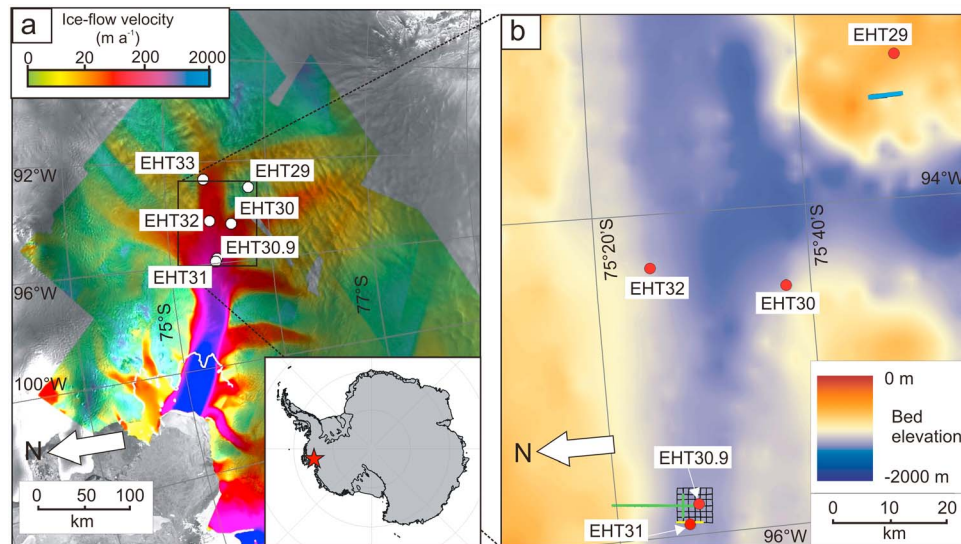 a
Ice-flow velocity
(m a⁻¹)
0 20 200 2000
92°W
EHT33
EHT29
EHT32
EHT30
EHT30.9
96°W
EHT31
75°S
77°S
100°W
N
0 50 100
km
b
EHT29
94°W
75°20'S
75°40'S
EHT32
EHT30
0 m
Bed
elevation
-2000 m
N
EHT30.9
EHT31
96°W
0 10 20
km